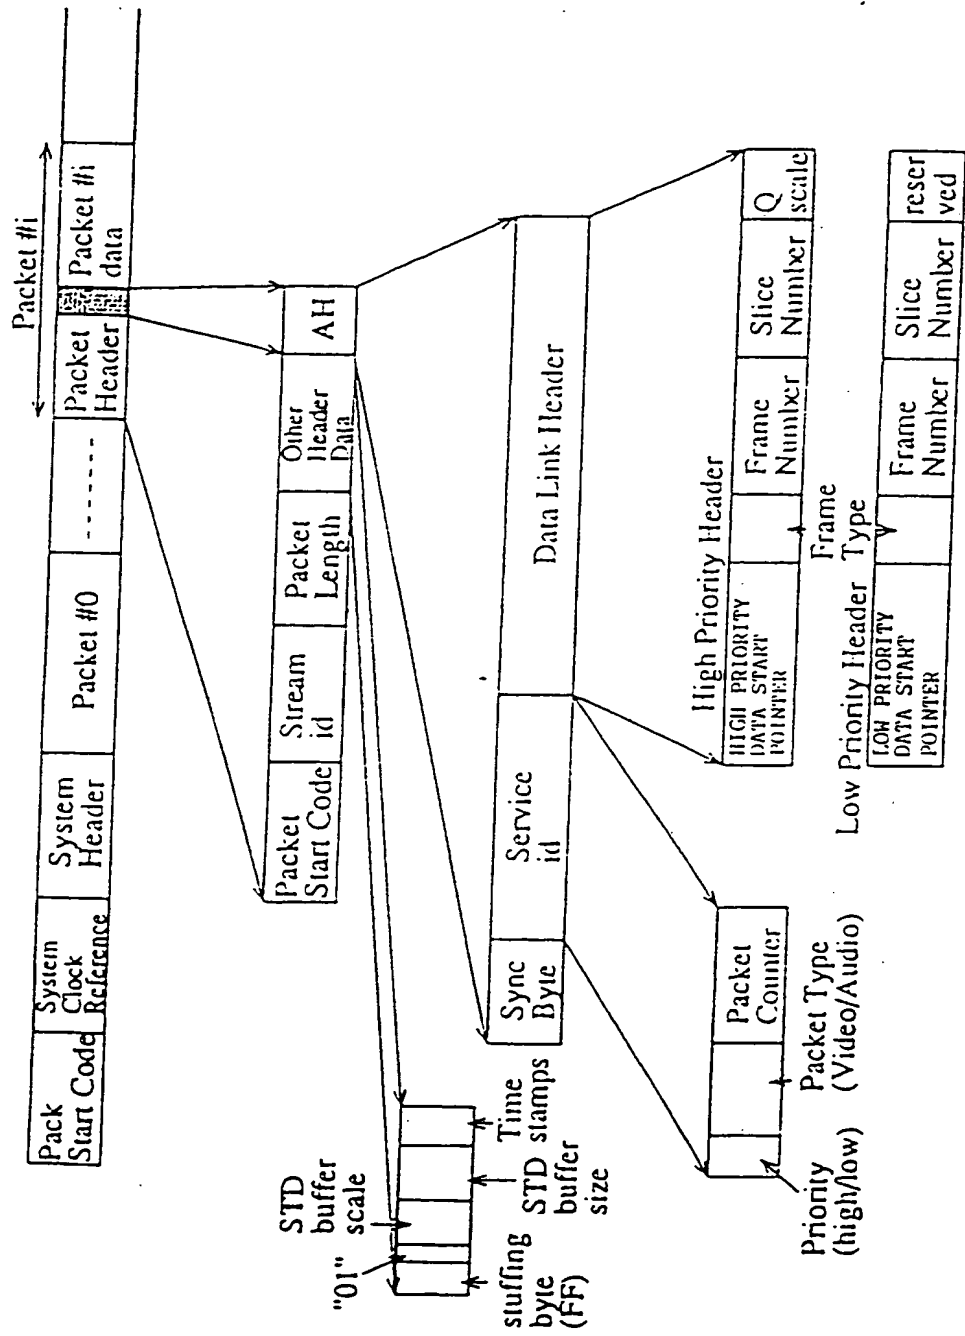 Packet #i
Pack
Start Code
System
Clock
Reference
System
Header
Packet #0
-------
Packet
Header
Packet #i
data
Packet
Start Code
Stream
id
Packet
Length
Other
Header
Data
AH
STD
buffer
scale
"01"
stuffing
byte
(FF)
STD
buffer
size
Time
stamps
Sync
Byte
Service
id
Data Link Header
Priority
(high/low)
Packet Type
(Video/Audio)
Packet
Counter
High Priority Header
HIGH PRIORITY
DATA START
POINTER
Frame
Number
Slice
Number
Q
scale
Frame
Type
Low Priority Header
LOW PRIORITY
DATA START
POINTER
Frame
Number
Slice
Number
reser
ved